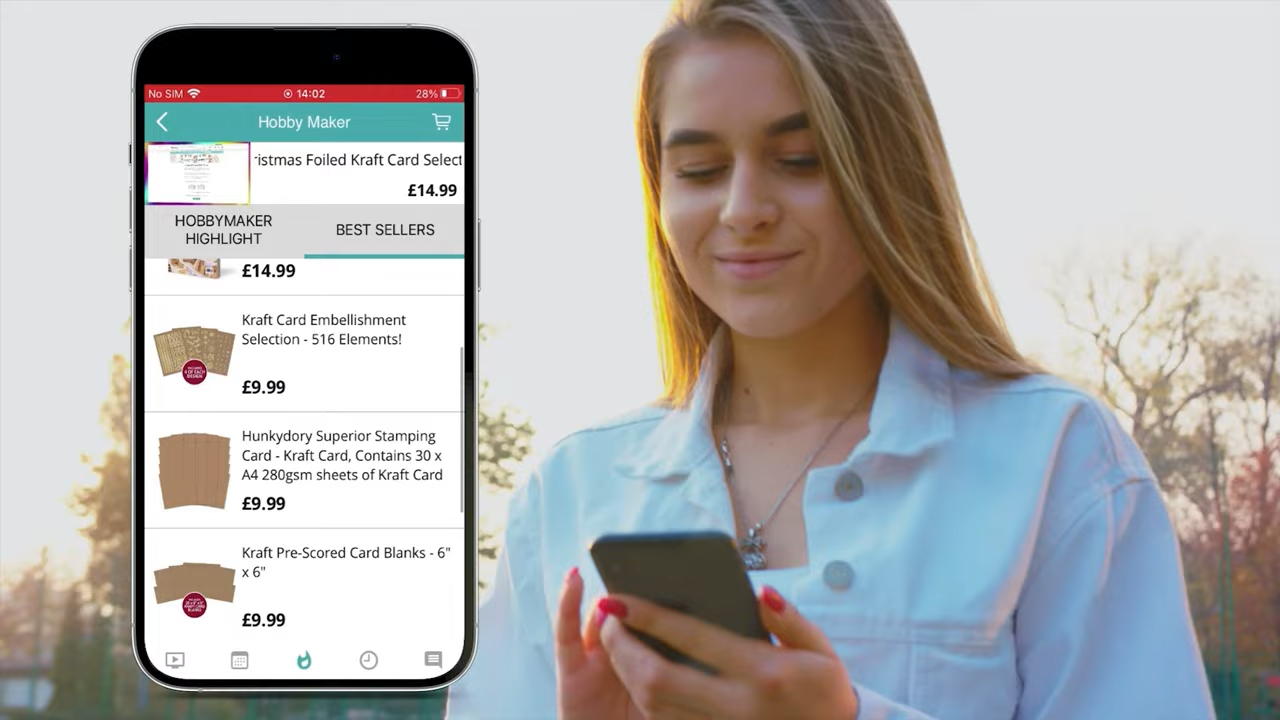 No SIM 14:02 28%
Hobby Maker
ristmas Foiled Kraft Card Select
£14.99
HOBBYMAKER
HIGHLIGHT
BEST SELLERS
£14.99
Kraft Card Embellishment
Selection - 516 Elements!
£9.99
Hunkydory Superior Stamping
Card - Kraft Card, Contains 30 x
A4 280gsm sheets of Kraft Card
£9.99
Kraft Pre-Scored Card Blanks - 6"
x 6"
£9.99